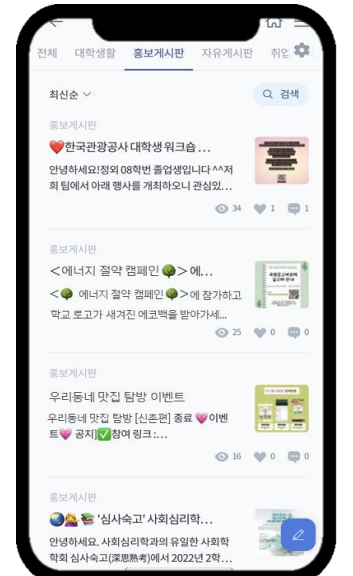 전체 대학생활 홍보게시판 자유게시판 취업
최신순 검색
홍보게시판
❤️한국관광공사 대학생 워크숍 ...
안녕하세요!정외 08학번 졸업생입니다 ^^저
희 팀에서 아래 행사를 개최하오니 관심있...
34 1 1
홍보게시판
<에너지 절약 캠페인🌳> 에...
<🌳 에너지 절약 캠페인🌳>에 참가하고
학교 로고가 새겨진 에코백을 받아가세...
25 0 0
홍보게시판
우리동네 맛집 탐방 이벤트
우리동네 맛집 탐방 [신촌편] 종료 💗이벤
트💗 공지]✅참여 링크 :...
16 0 0
홍보게시판
🌏🙇📚 '심사숙고' 사회심리학...
안녕하세요. 사회심리학과의 유일한 사회학
학회 심사숙고(深思熟考)에서 2022년 2학...